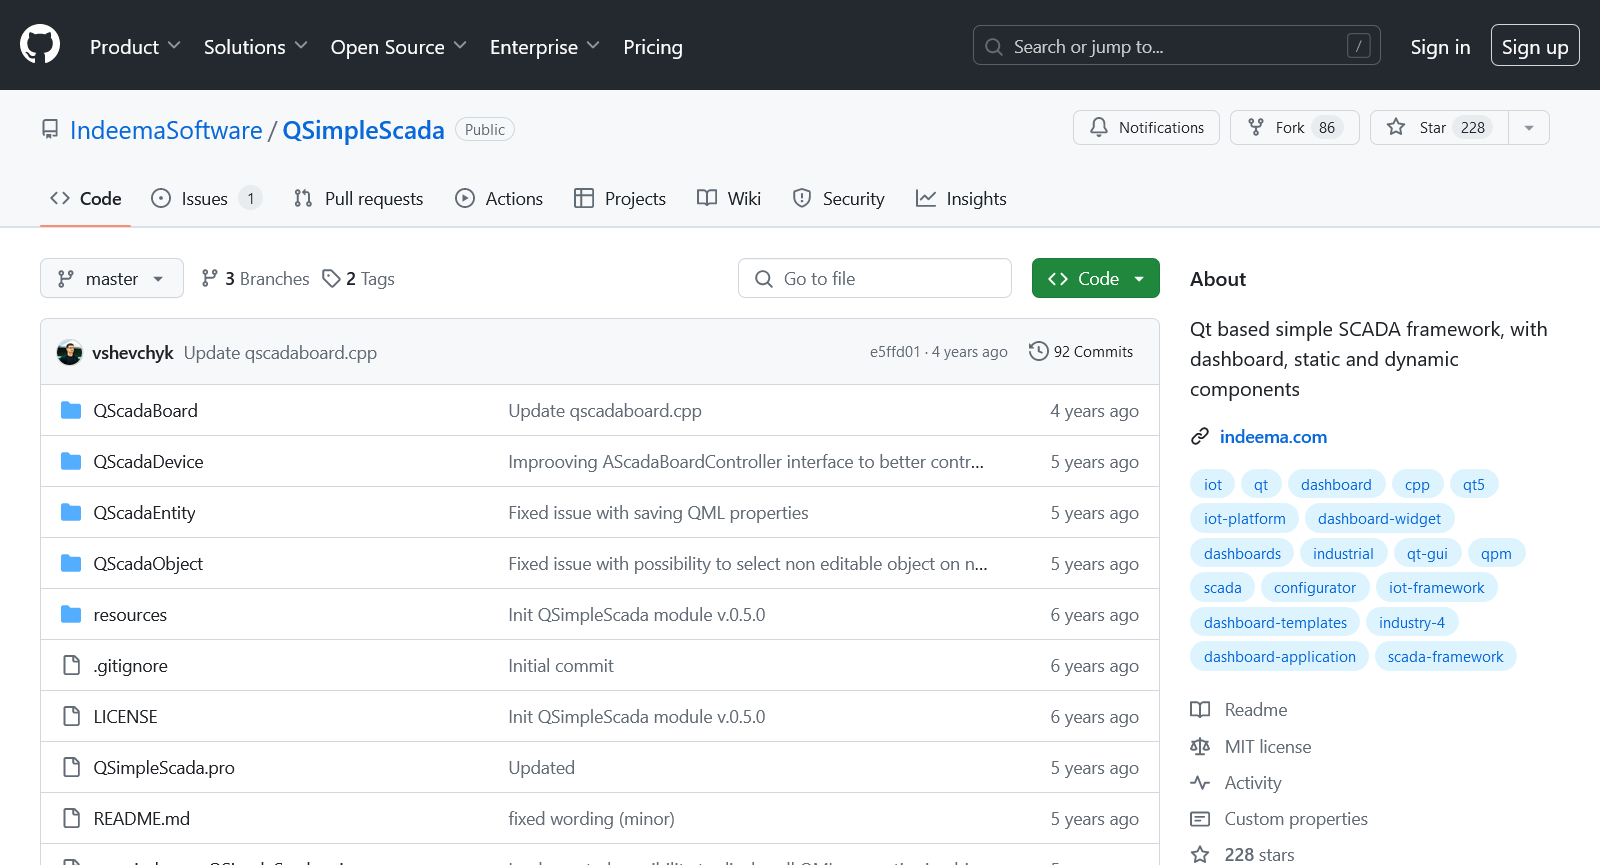 Product Solutions Open Source Enterprise Pricing Search or jump to... / Sign in Sign up
IndeemaSoftware / QSimpleScada Public Notifications Fork 86 Star 228
Code Issues 1 Pull requests Actions Projects Wiki Security Insights
master 3 Branches 2 Tags Go to file Code
vshevchyk Update qscadaboard.cpp e5ffd01 · 4 years ago 92 Commits
QScadaBoard Update qscadaboard.cpp 4 years ago
QScadaDevice Improoving AScadaBoardController interface to better contr... 5 years ago
QScadaEntity Fixed issue with saving QML properties 5 years ago
QScadaObject Fixed issue with possibility to select non editable object on n... 5 years ago
resources Init QSimpleScada module v.0.5.0 6 years ago
.gitignore Initial commit 6 years ago
LICENSE Init QSimpleScada module v.0.5.0 6 years ago
QSimpleScada.pro Updated 5 years ago
README.md fixed wording (minor) 5 years ago
About
Qt based simple SCADA framework, with
dashboard, static and dynamic
components
indeema.com
iot qt dashboard cpp qt5
iot-platform dashboard-widget
dashboards industrial qt-gui qpm
scada configurator iot-framework
dashboard-templates industry-4
dashboard-application scada-framework
Readme
MIT license
Activity
Custom properties
228 stars